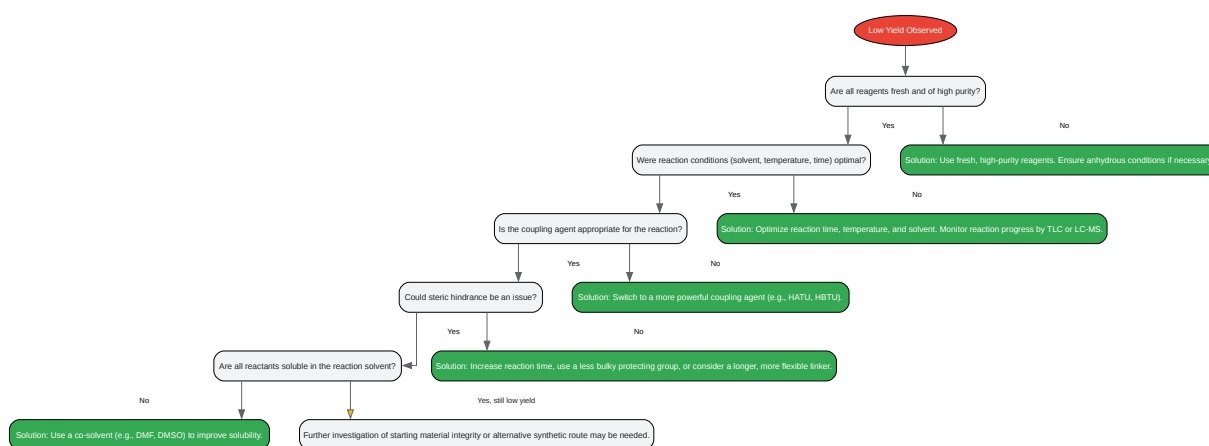 Low Yield Observed
Are all reagents fresh and of high purity?
Yes
No
Were reaction conditions (solvent, temperature, time) optimal?
Solution: Use fresh, high-purity reagents. Ensure anhydrous conditions if necessary
Yes
No
Is the coupling agent appropriate for the reaction?
Solution: Optimize reaction time, temperature, and solvent. Monitor reaction progress by TLC or LC-MS.
Yes
No
Could steric hindrance be an issue?
Solution: Switch to a more powerful coupling agent (e.g., HATU, HBTU).
Yes
No
Are all reactants soluble in the reaction solvent?
Solution: Increase reaction time, use a less bulky protecting group, or consider a longer, more flexible linker.
No
Yes, still low yield
Solution: Use a co-solvent (e.g., DMF, DMSO) to improve solubility.
Further investigation of starting material integrity or alternative synthetic route may be needed.